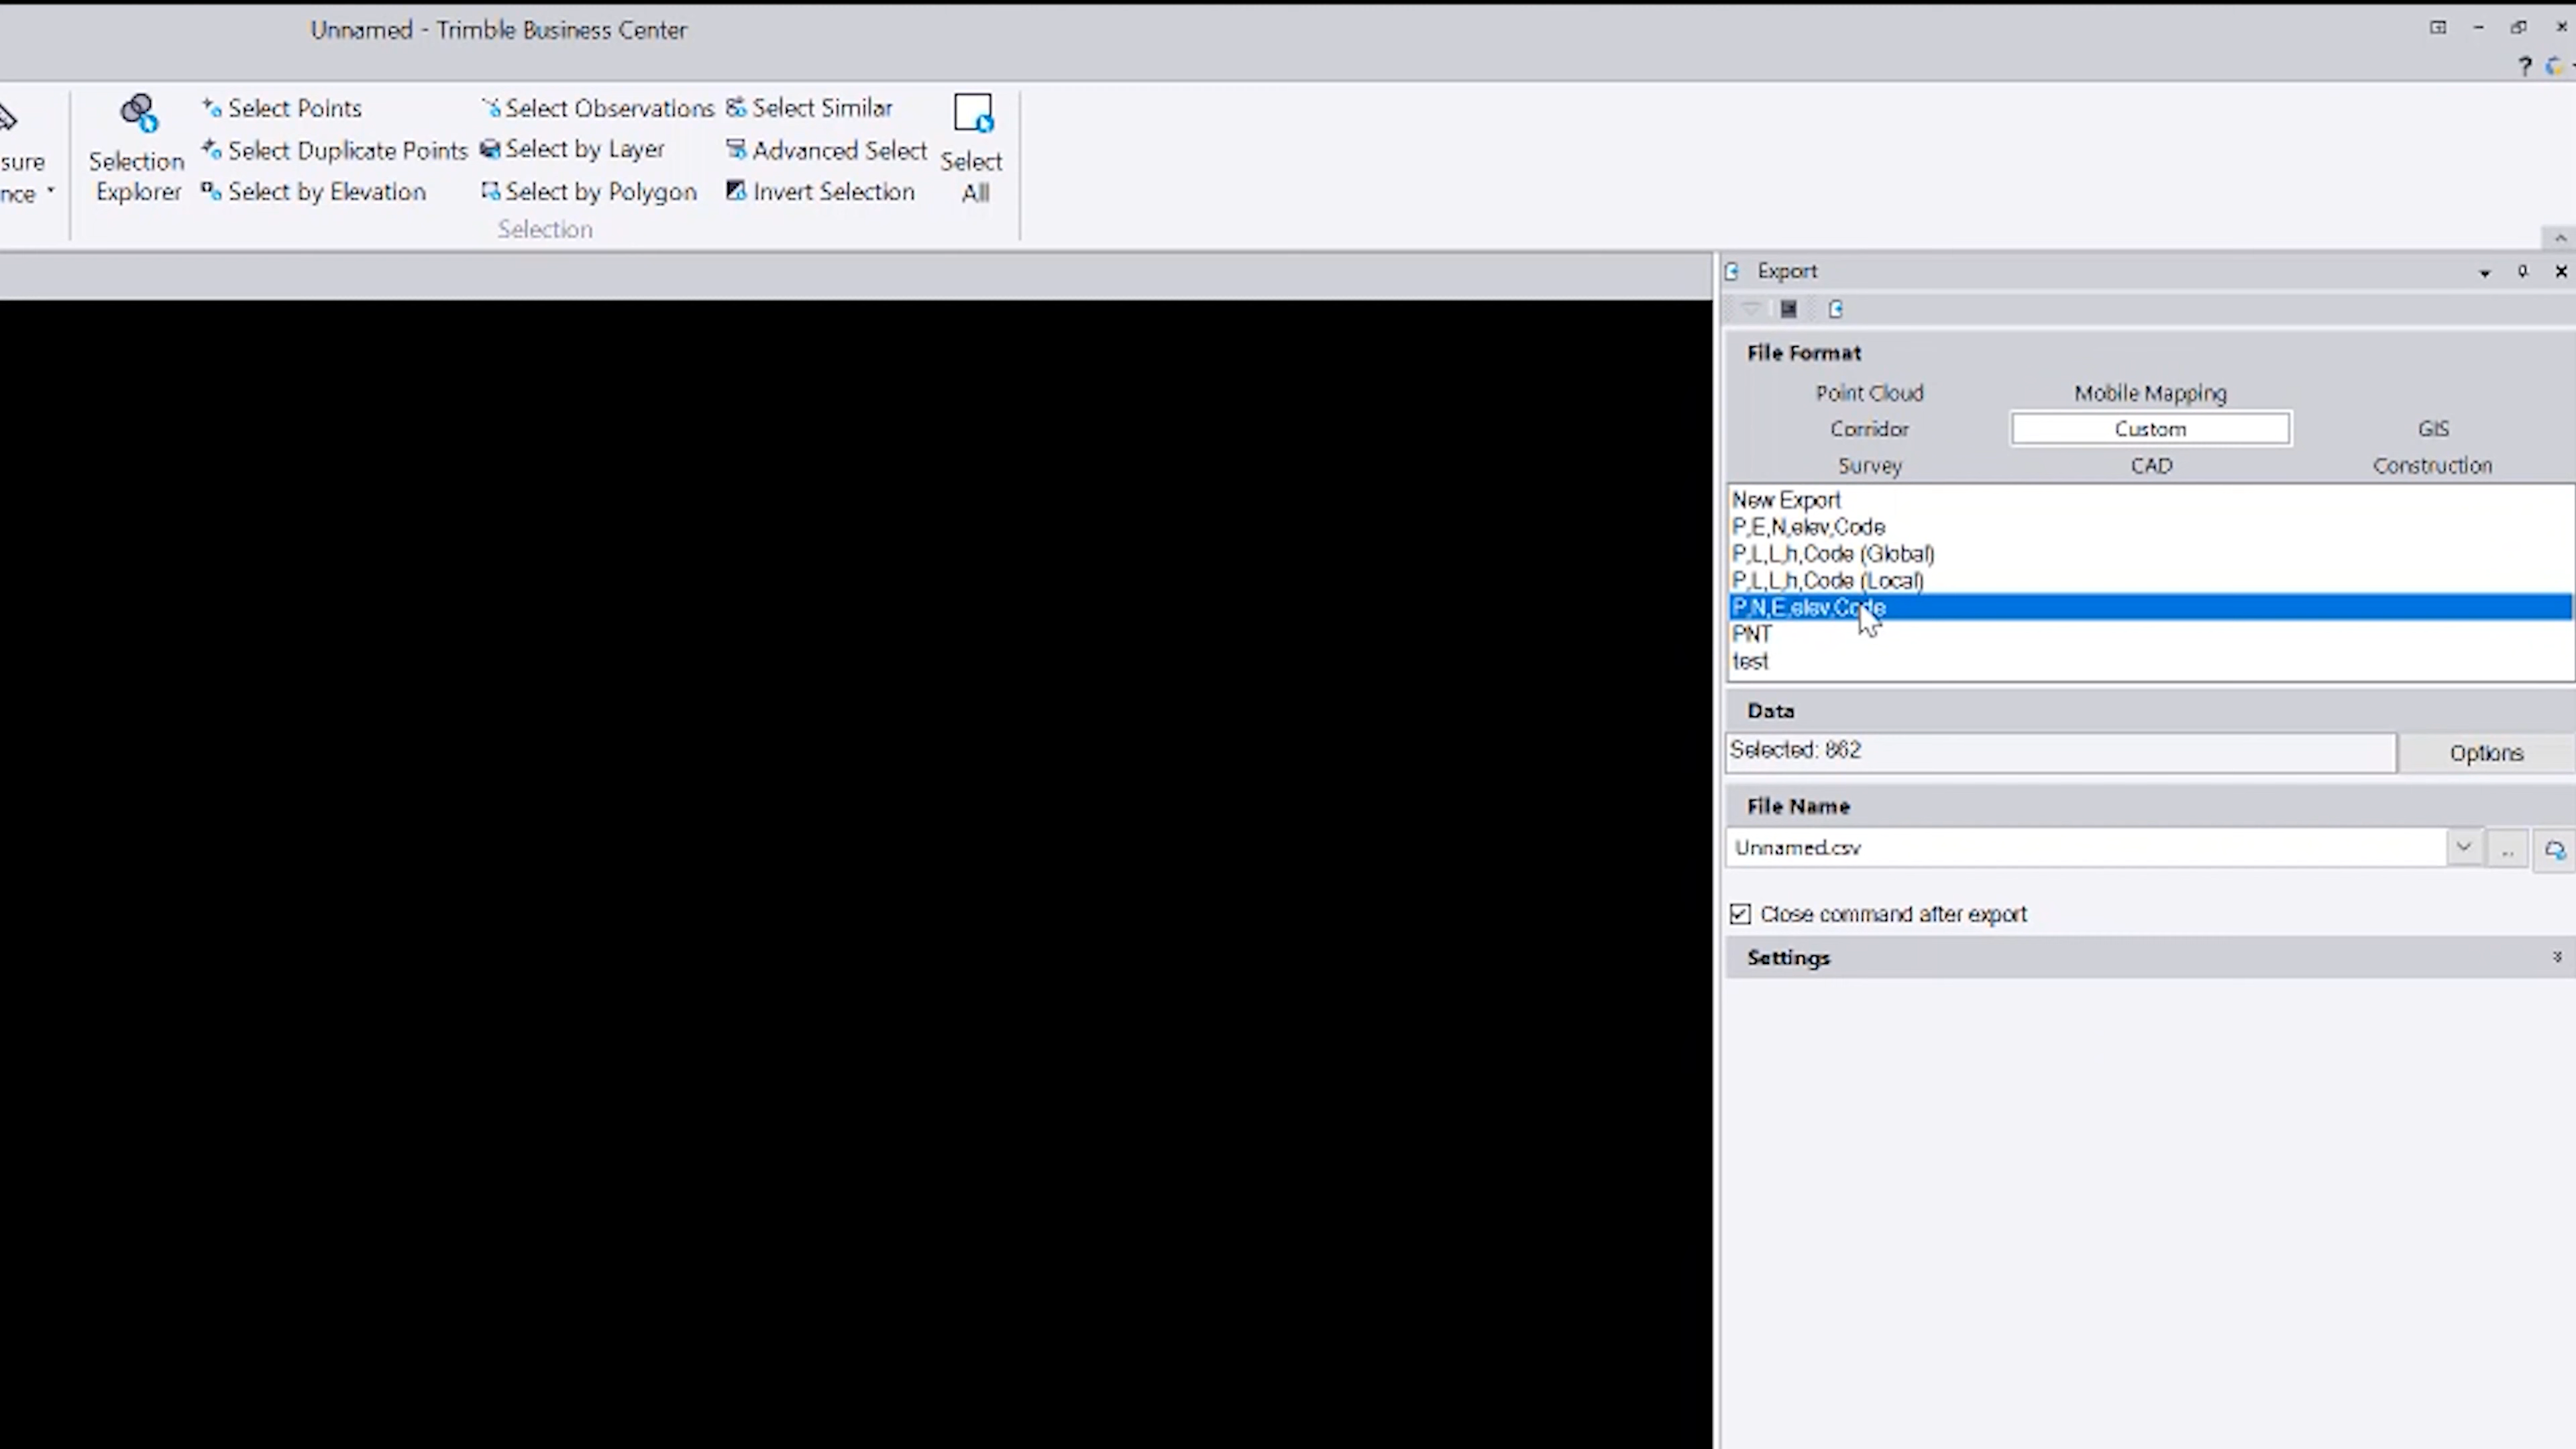 Unnamed - Trimble Business Center
?
Select Points
Select Observations
Select Similar
sure
nce
Selection
Explorer
Select Duplicate Points
Select by Layer
Advanced Select
Select
All
Select by Elevation
Select by Polygon
Invert Selection
Selection
Export
File Format
Point Cloud
Mobile Mapping
Corridor
Custom
GIS
Survey
CAD
Construction
New Export
P,E,N,elev,Code
P,L,L,h,Code (Global)
P,L,L,h,Code (Local)
P,N,E,elev,Code
PNT
test
Data
Selected: 862
Options
File Name
Unnamed.csv
..
Close command after export
Settings